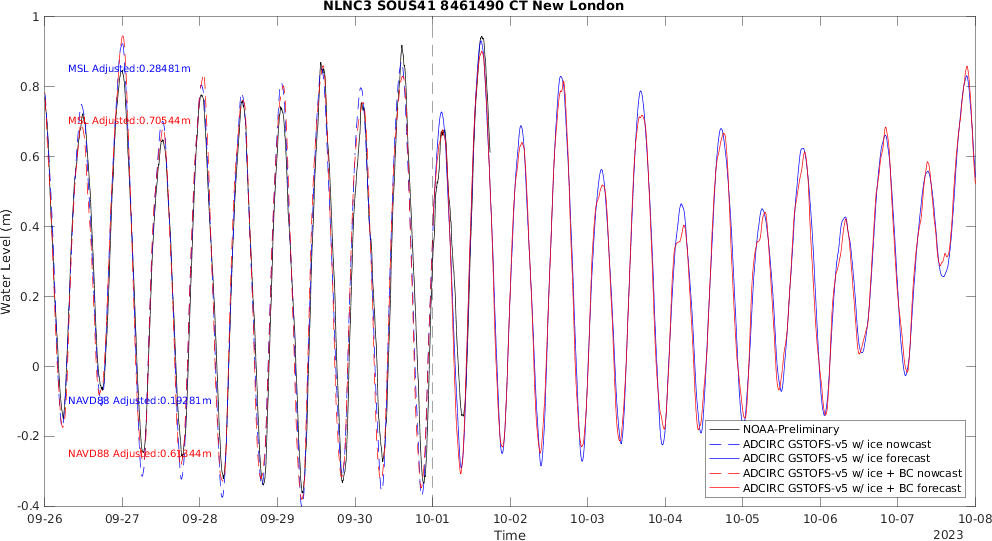 NLNC3 SOUS41 8461490 CT New London
Water Level (m)
1
0.8
0.6
0.4
0.2
0
-0.2
-0.4
MSL Adjusted:0.28481m
MSL Adjusted:0.70544m
NAVD88 Adjusted:0.19281m
NAVD88 Adjusted:0.61344m
NOAA-Preliminary
ADCIRC GSTOFS-v5 w/ ice nowcast
ADCIRC GSTOFS-v5 w/ ice forecast
ADCIRC GSTOFS-v5 w/ ice + BC nowcast
ADCIRC GSTOFS-v5 w/ ice + BC forecast
09-26 09-27 09-28 09-29 09-30 10-01 10-02 10-03 10-04 10-05 10-06 10-07 10-08
Time
2023